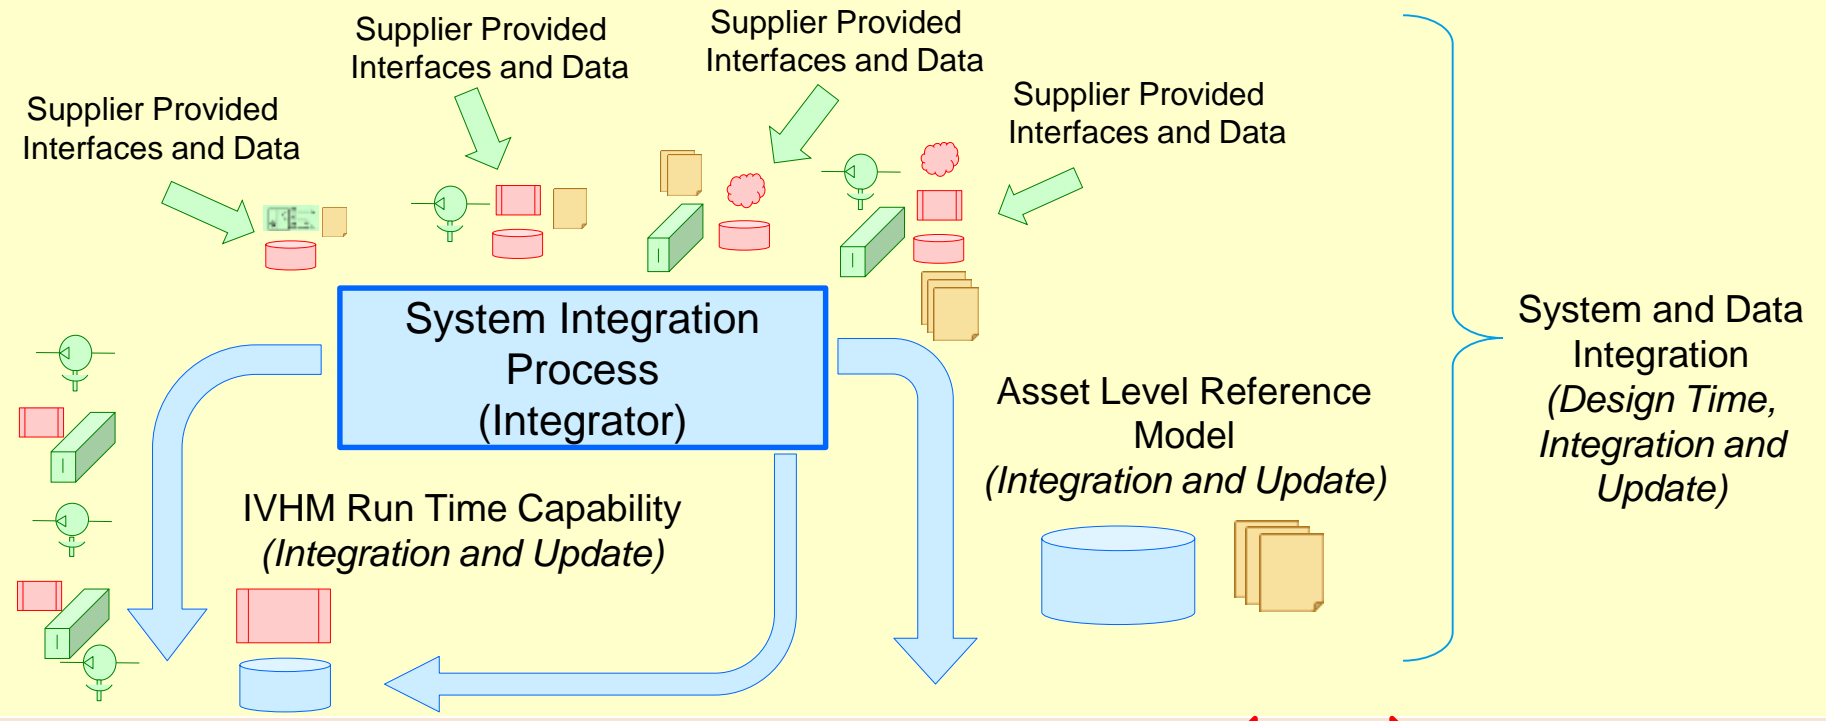 Supplier Provided
Interfaces and Data
Supplier Provided
Interfaces and Data
Supplier Provided
Interfaces and Data
Supplier Provided
Interfaces and Data
System Integration
Process
(Integrator)
IVHM Run Time Capability
(Integration and Update)
Asset Level Reference
Model
(Integration and Update)
System and Data
Integration
(Design Time,
Integration and
Update)